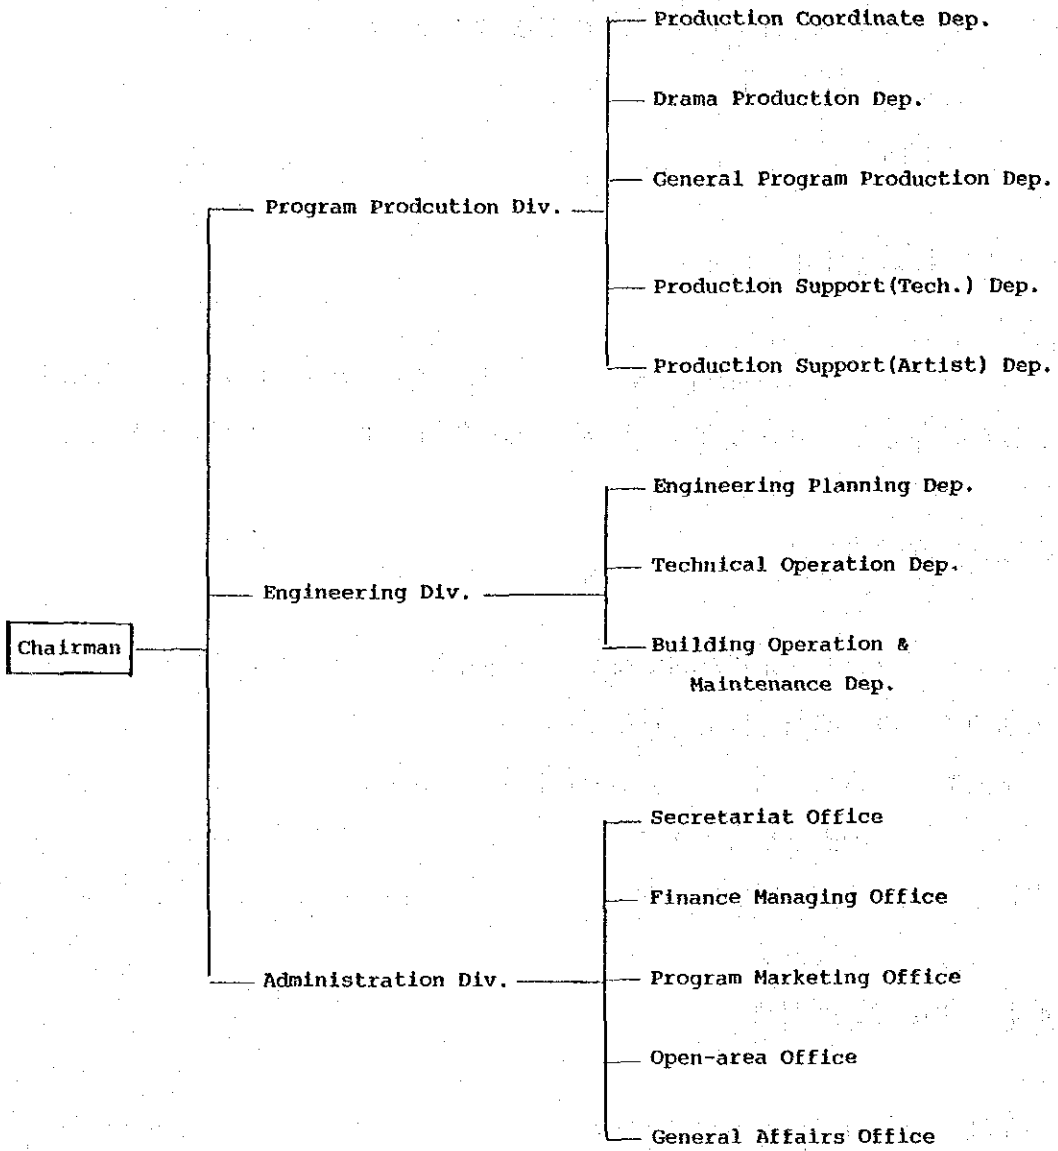 Production Coordinate Dep.
Drama Production Dep.
General Program Production Dep.
Program Prodcution Div.
Production Support(Tech.) Dep.
Production Support(Artist) Dep.
Engineering Planning Dep.
Technical Operation Dep.
Engineering Div.
Chairman
Building Operation &
Maintenance Dep.
Secretariat Office
Finance Managing Office
Administration Div.
Program Marketing Office
Open-area Office
General Affairs Office